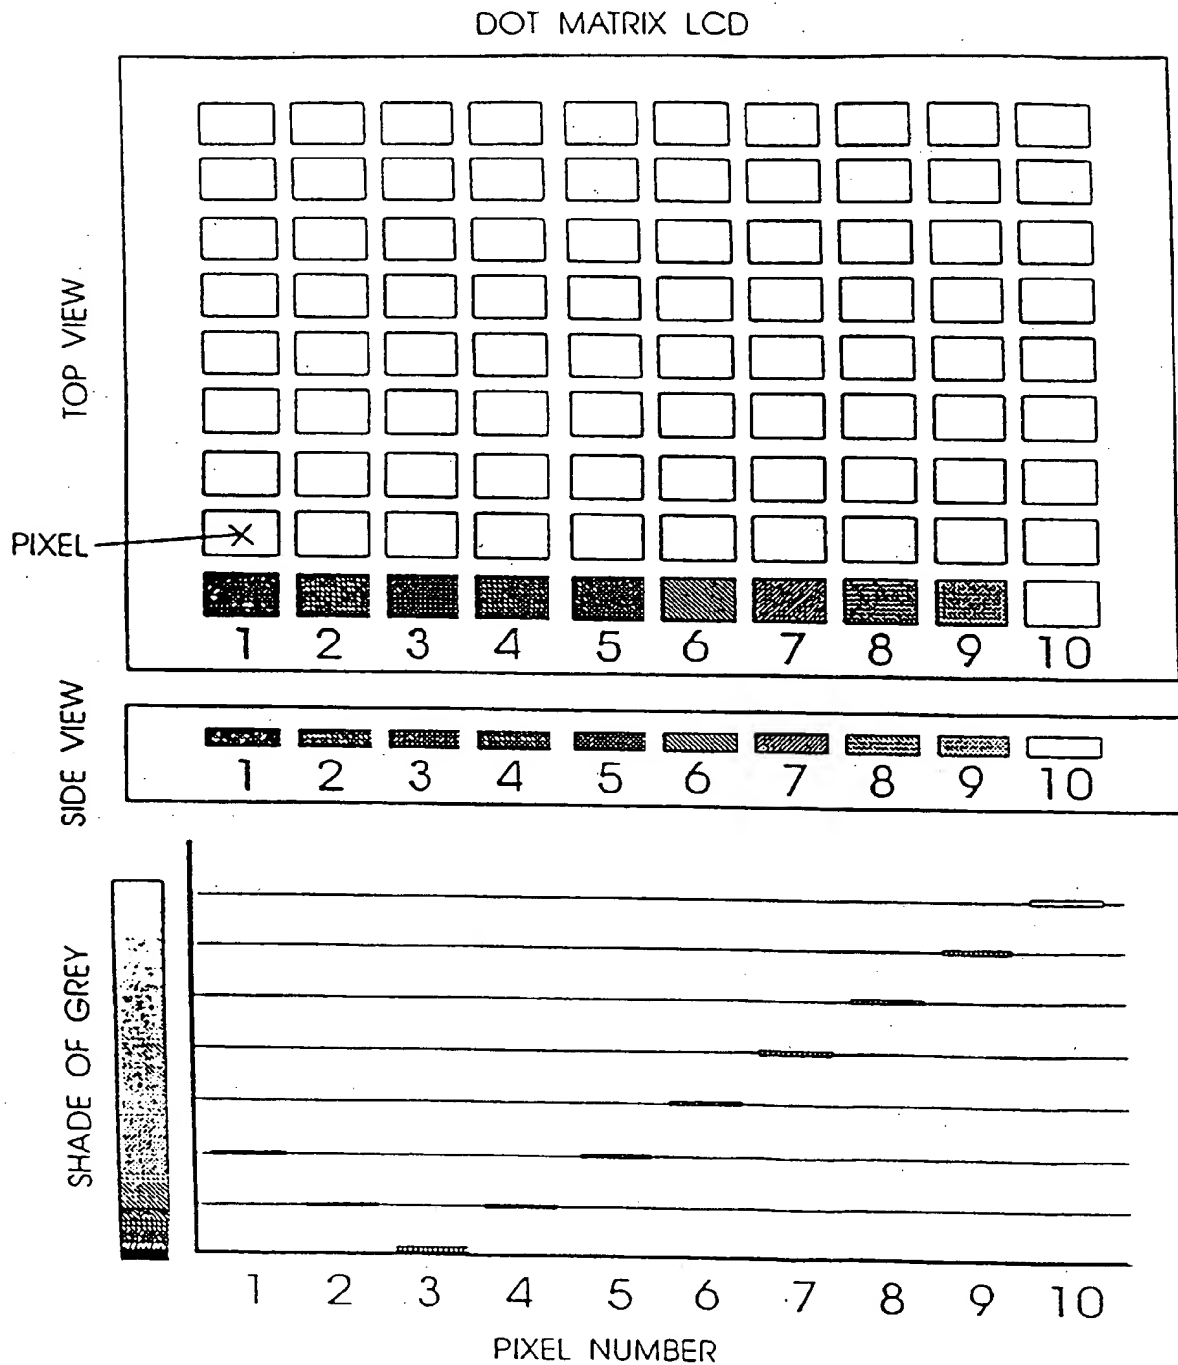 DOT MATRIX LCD
TOP VIEW
PIXEL
1 2 3 4 5 6 7 8 9 10
SIDE VIEW
1 2 3 4 5 6 7 8 9 10
SHADE OF GREY
1 2 3 4 5 6 7 8 9 10
PIXEL NUMBER